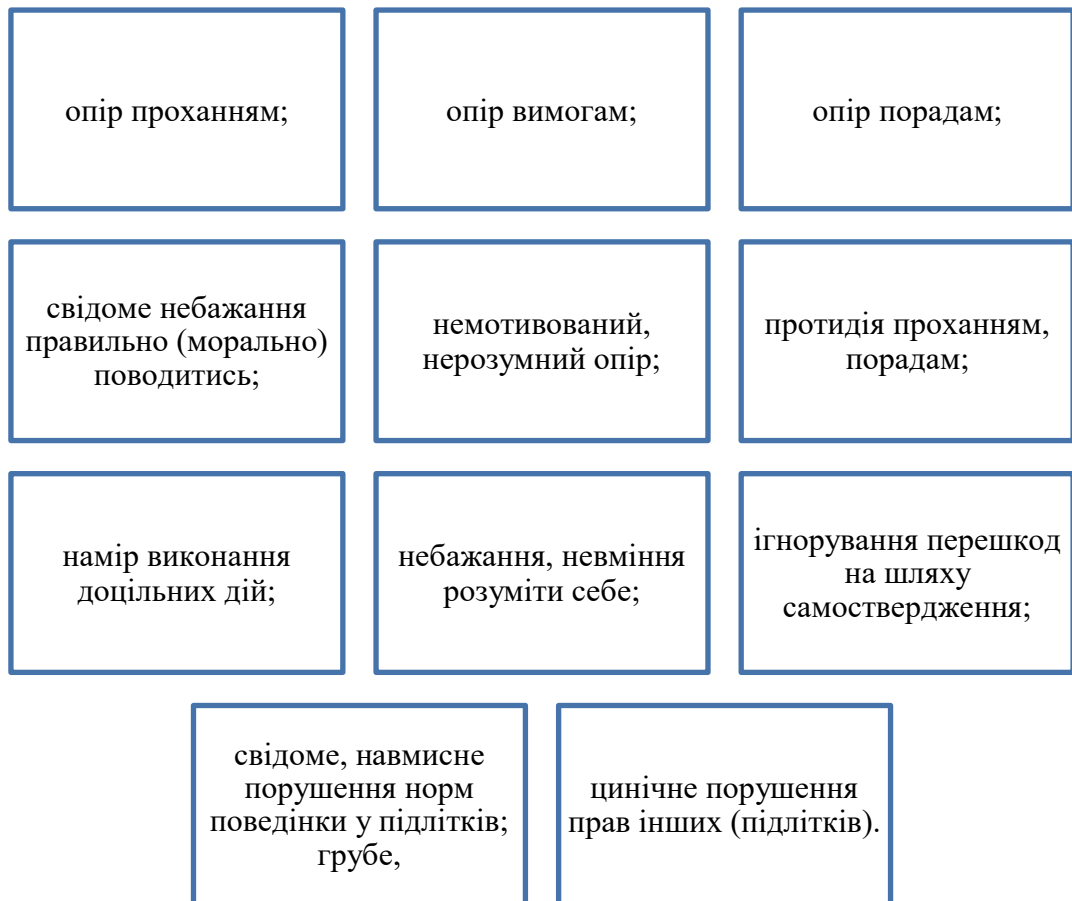 опір проханням;
опір вимогам;
опір порадам;
свідоме небажання
правильно (морально)
поводитись;
немотивований,
нерозумний опір;
протидія проханням,
порадам;
намір виконання
доцільних дій;
небажання, невміння
розуміти себе;
ігнорування перешкод
на шляху
самоствердження;
свідоме, навмисне
порушення норм
поведінки у підлітків;
грубе,
цинічне порушення
прав інших (підлітків).